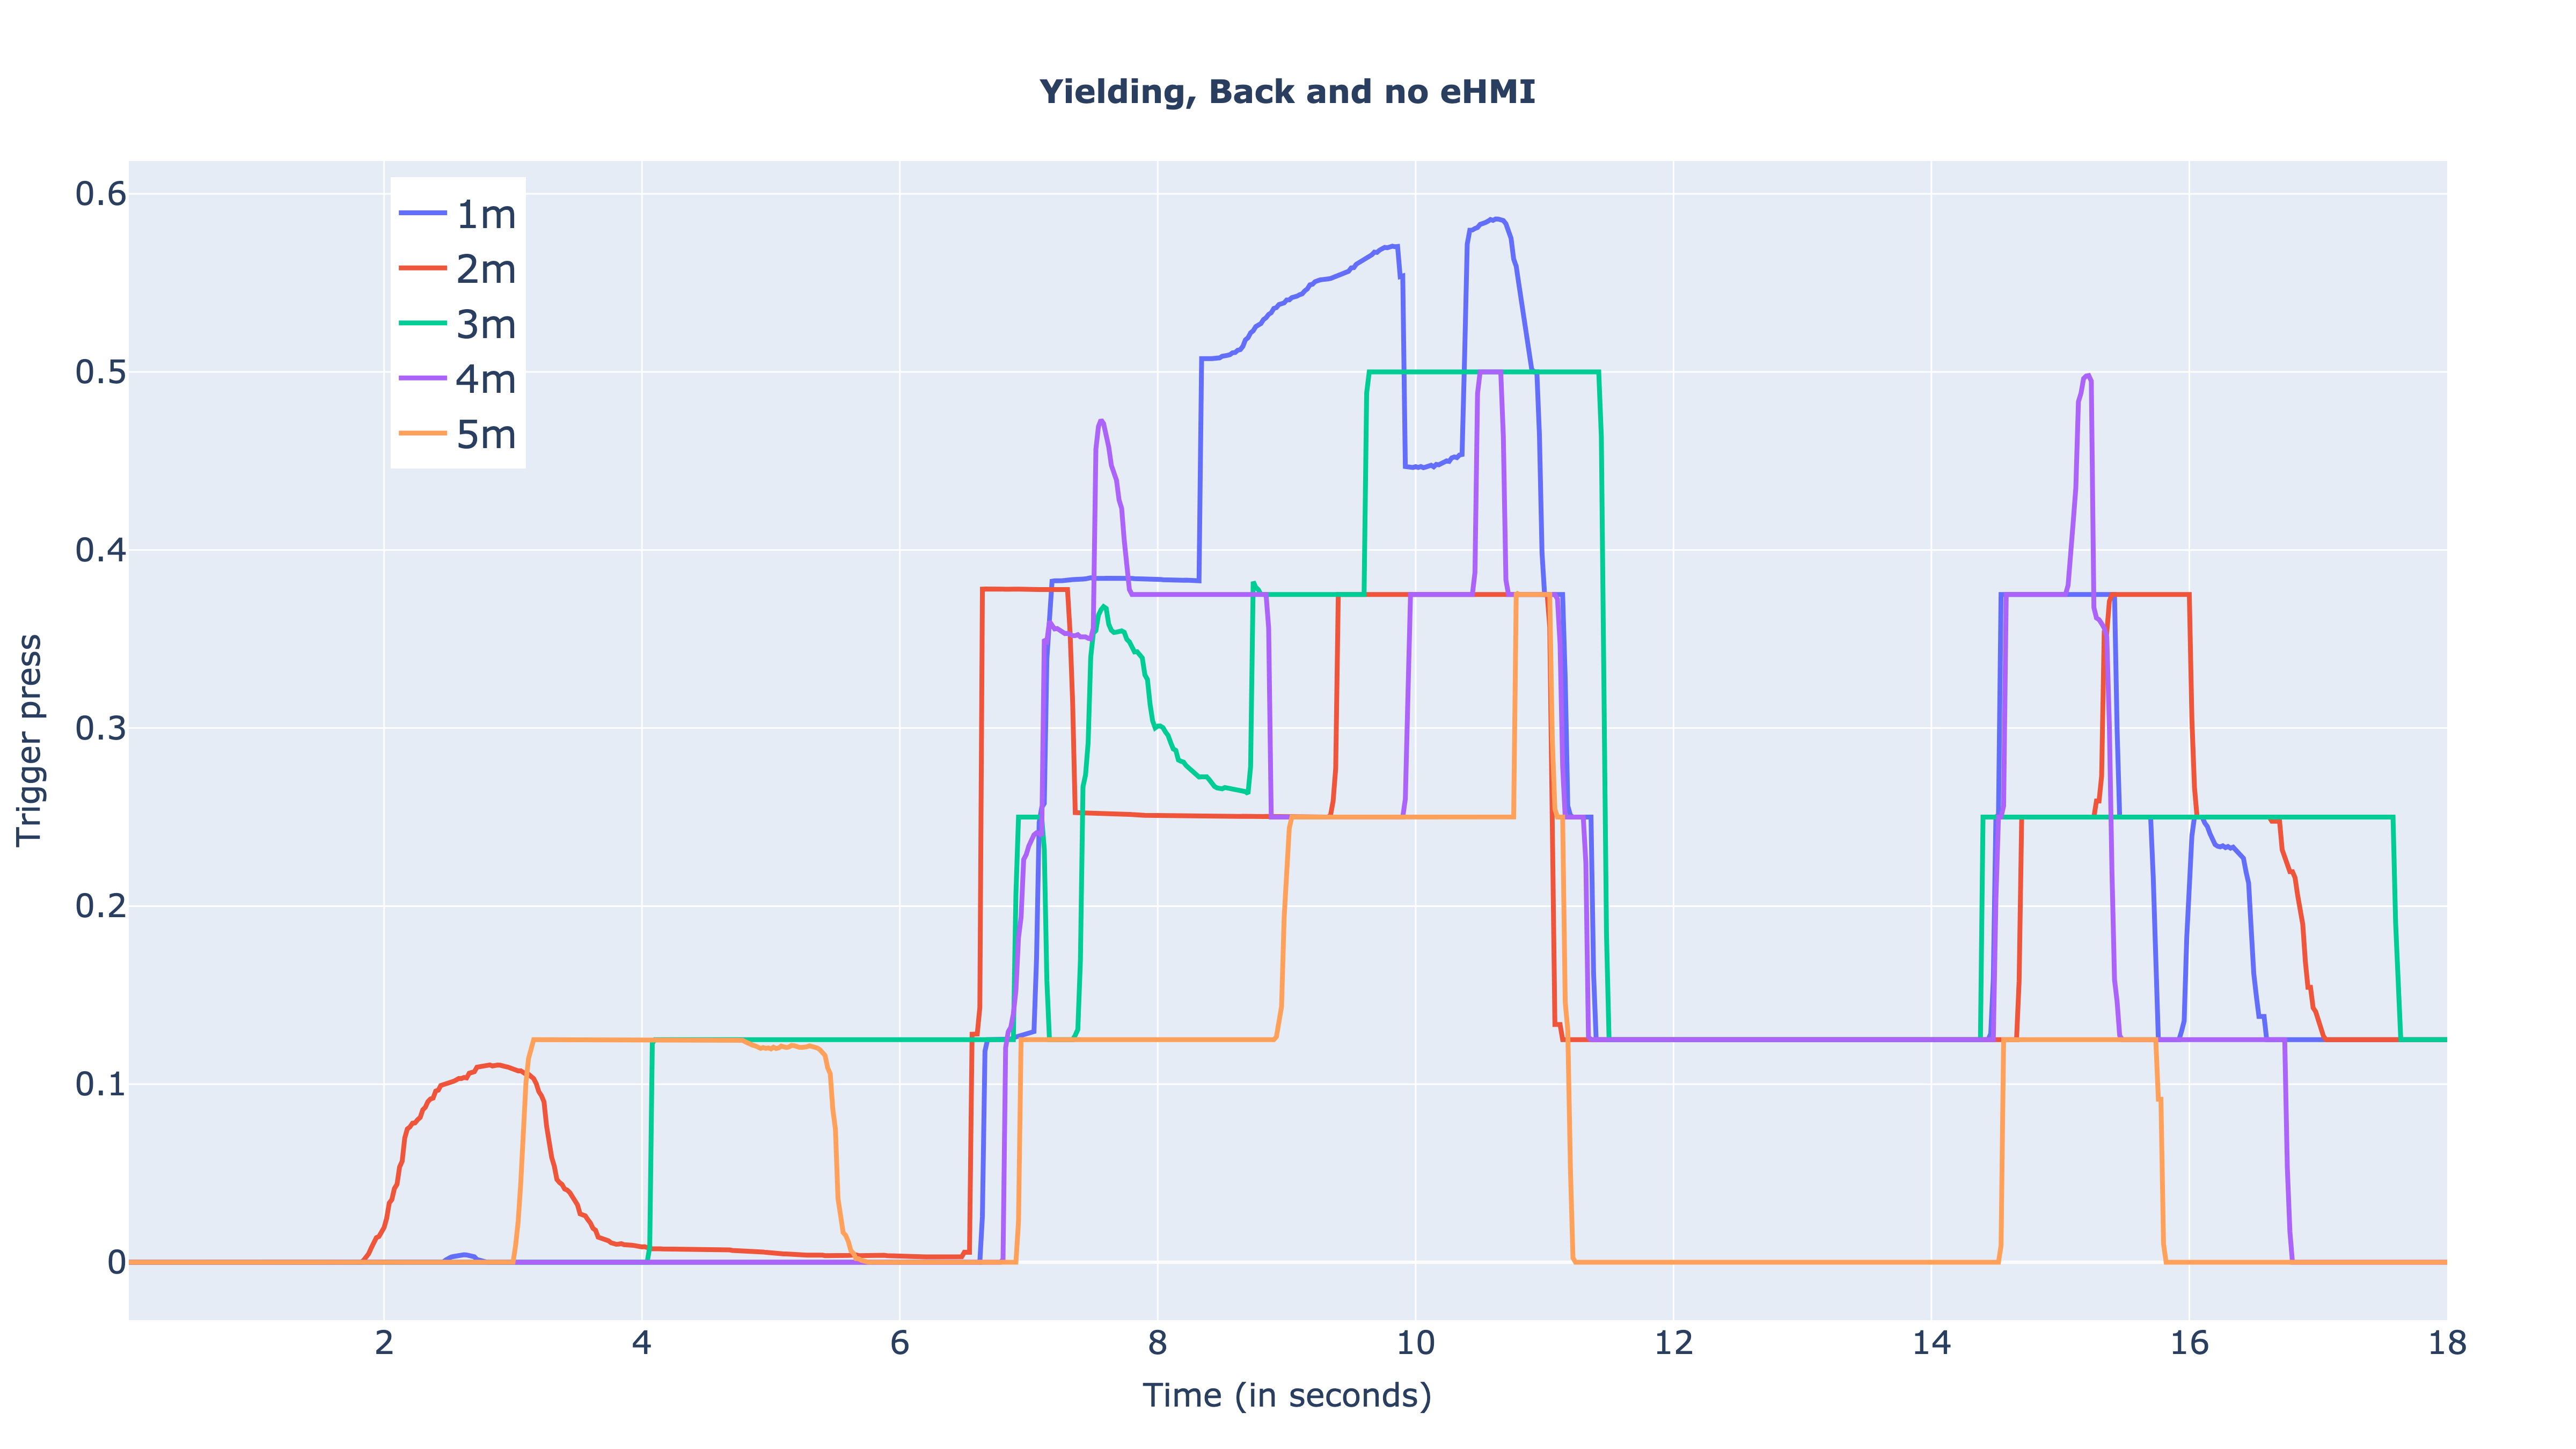 Yielding, Back and no eHMI
1m
2m
3m
4m
5m
0.6
0.5
0.4
0.3
0.2
0.1
0
Trigger press
2 4 6 8 10 12 14 16 18
Time (in seconds)